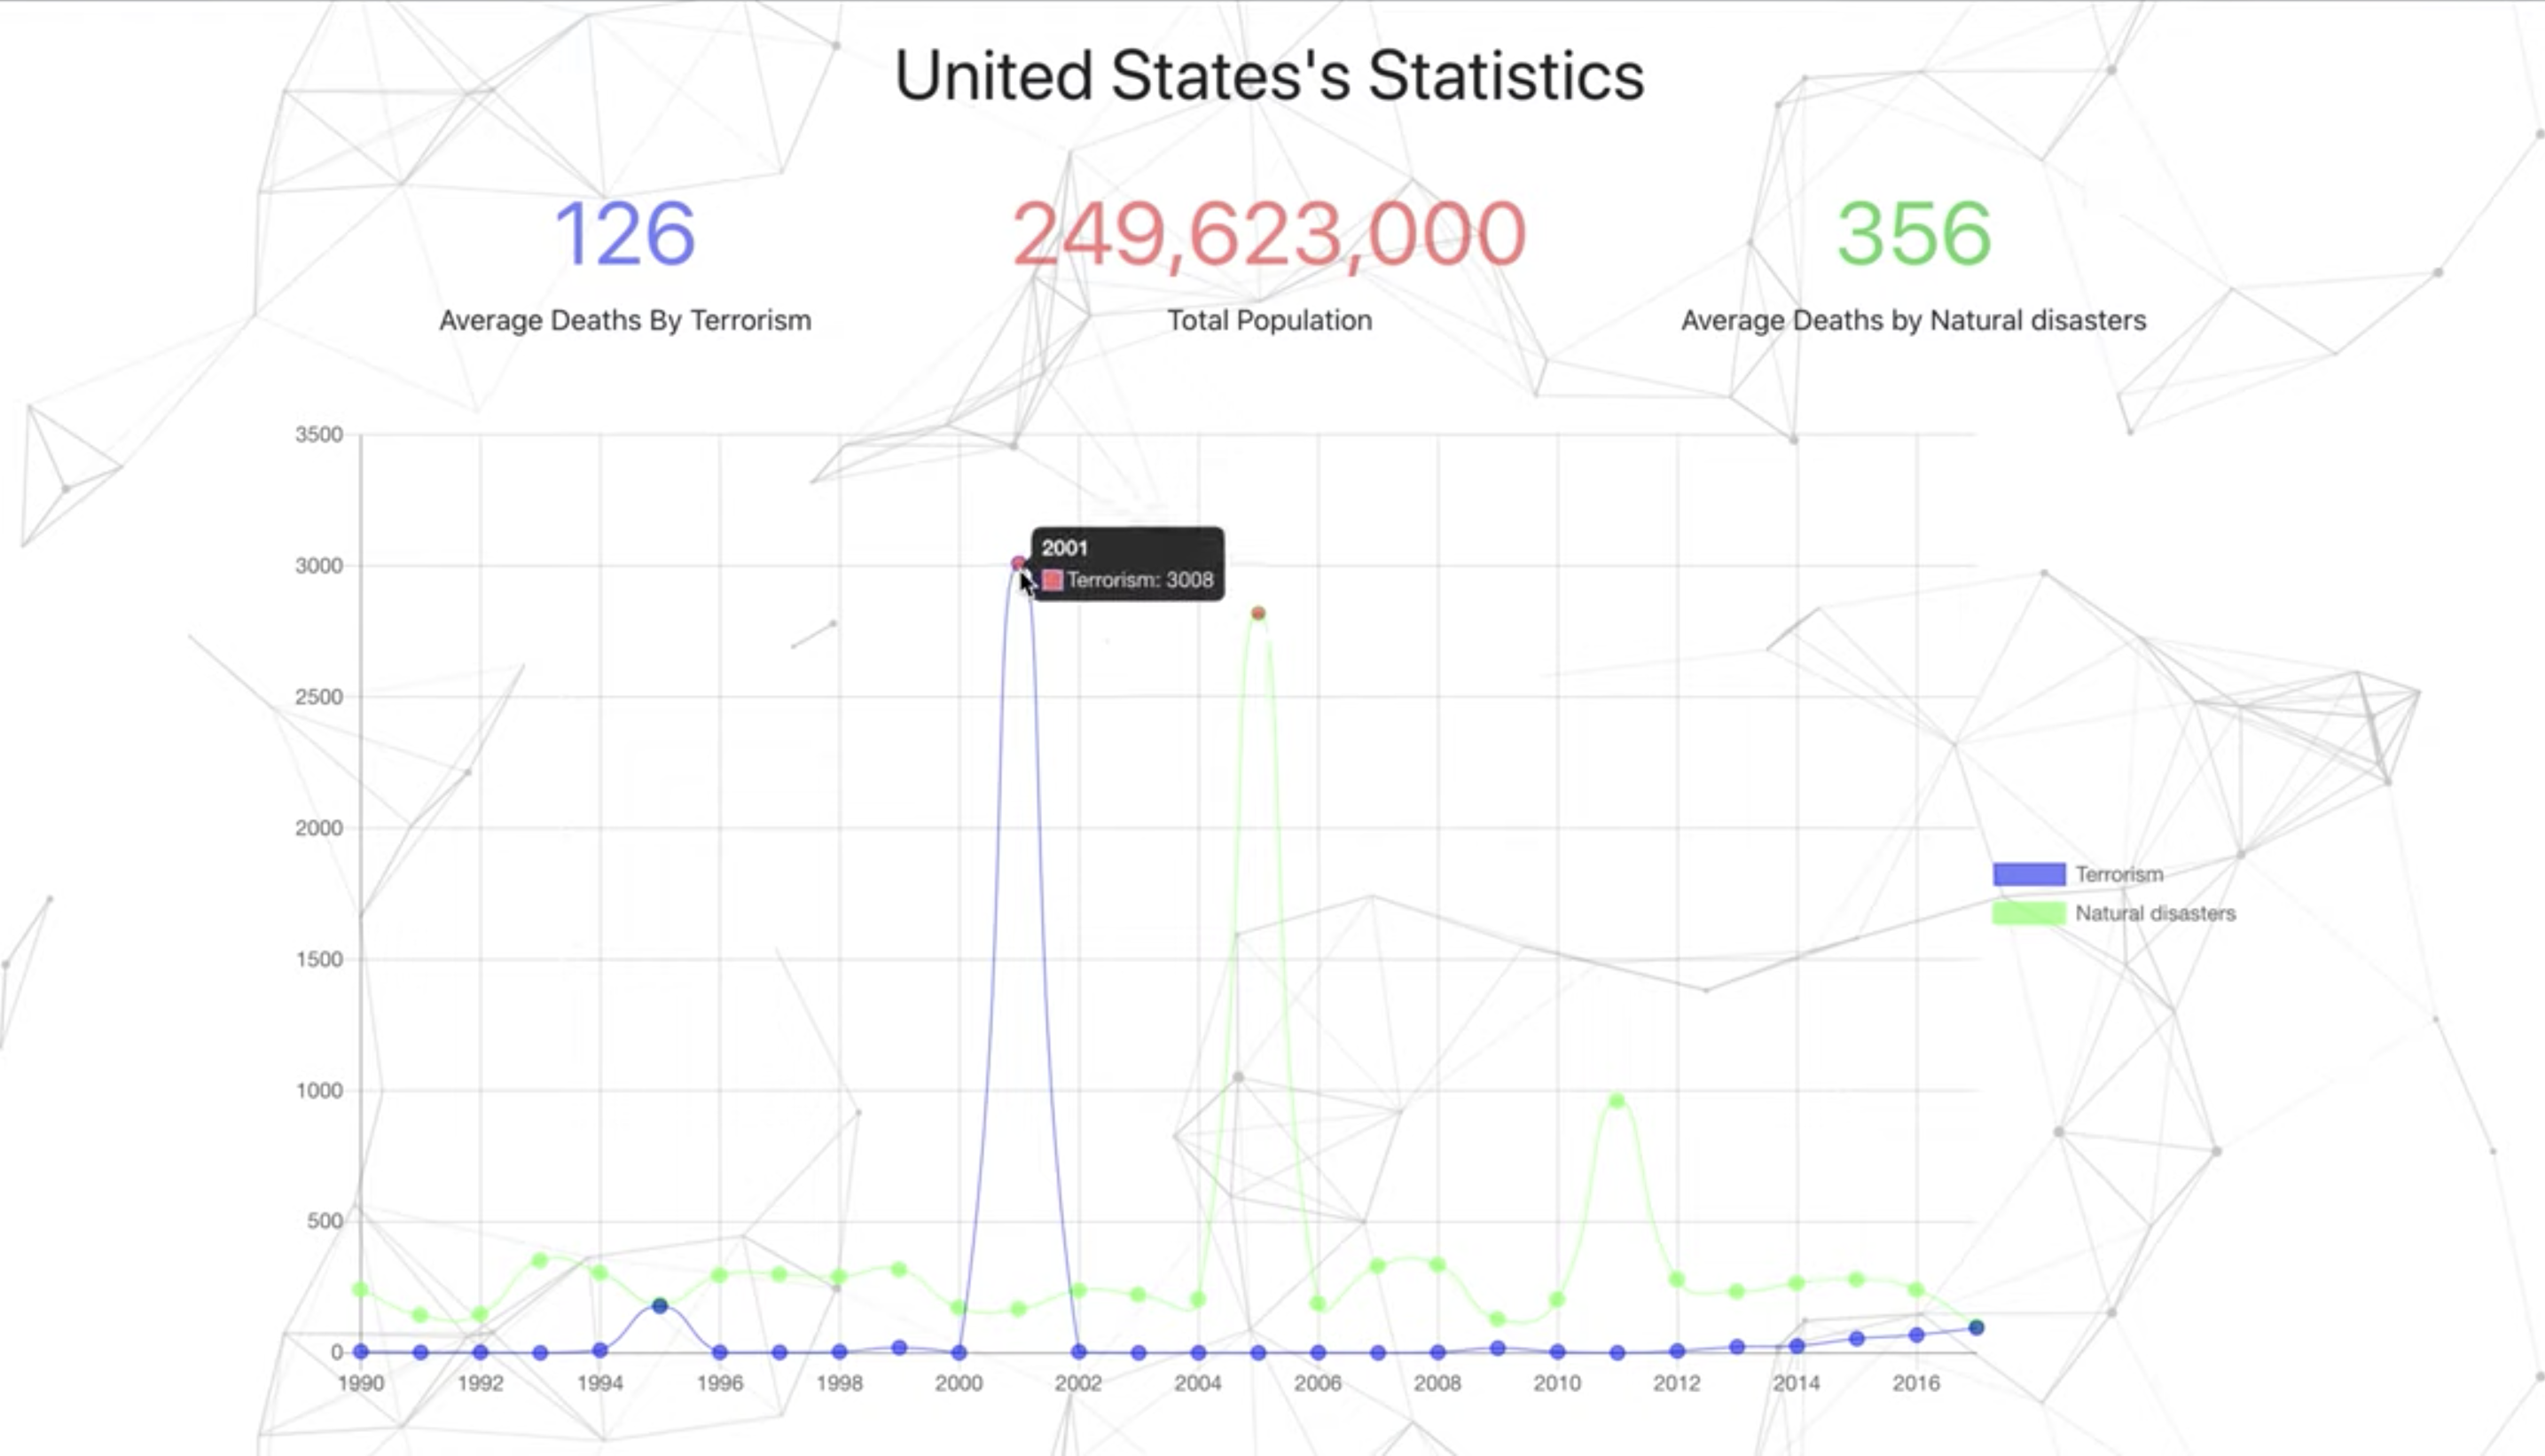 United States's Statistics
126
Average Deaths By Terrorism
249,623,000
Total Population
356
Average Deaths by Natural disasters
3500
3000
2500
2000
1500
1000
500
0
2001
Terrorism: 3008
Terrorism
Natural disasters
1990 1992 1994 1996 1998 2000 2002 2004 2006 2008 2010 2012 2014 2016